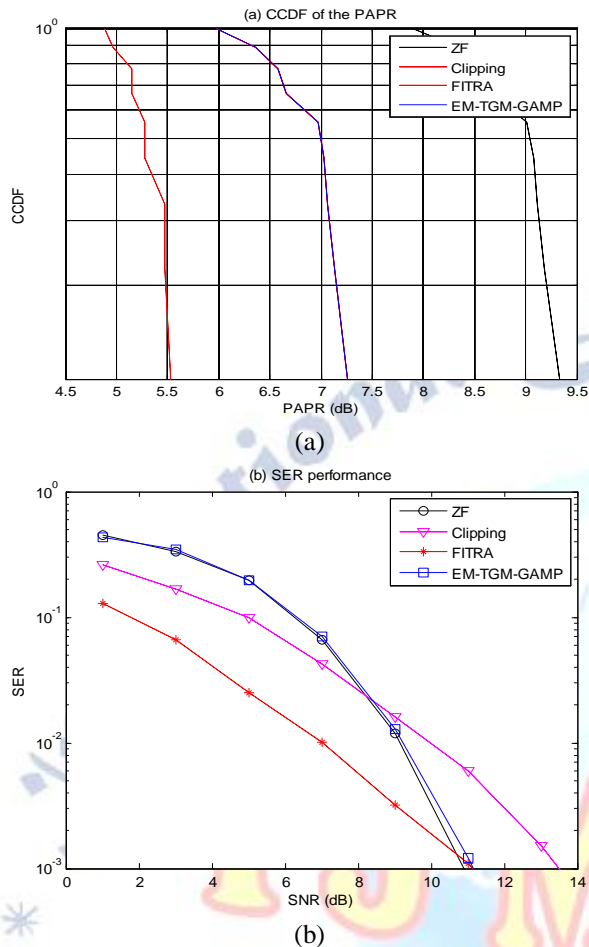 (a) CCDF of the PAPR
10^0
ZF
Clipping
FITRA
EM-TGM-GAMP
CCDF
4.5 5 5.5 6 6.5 7 7.5 8 8.5 9 9.5
PAPR (dB)
(a)
(b) SER performance
10^0
ZF
Clipping
FITRA
EM-TGM-GAMP
10^-1
SER
10^-2
10^-3
0 2 4 6 8 10 12 14
SNR (dB)
(b)